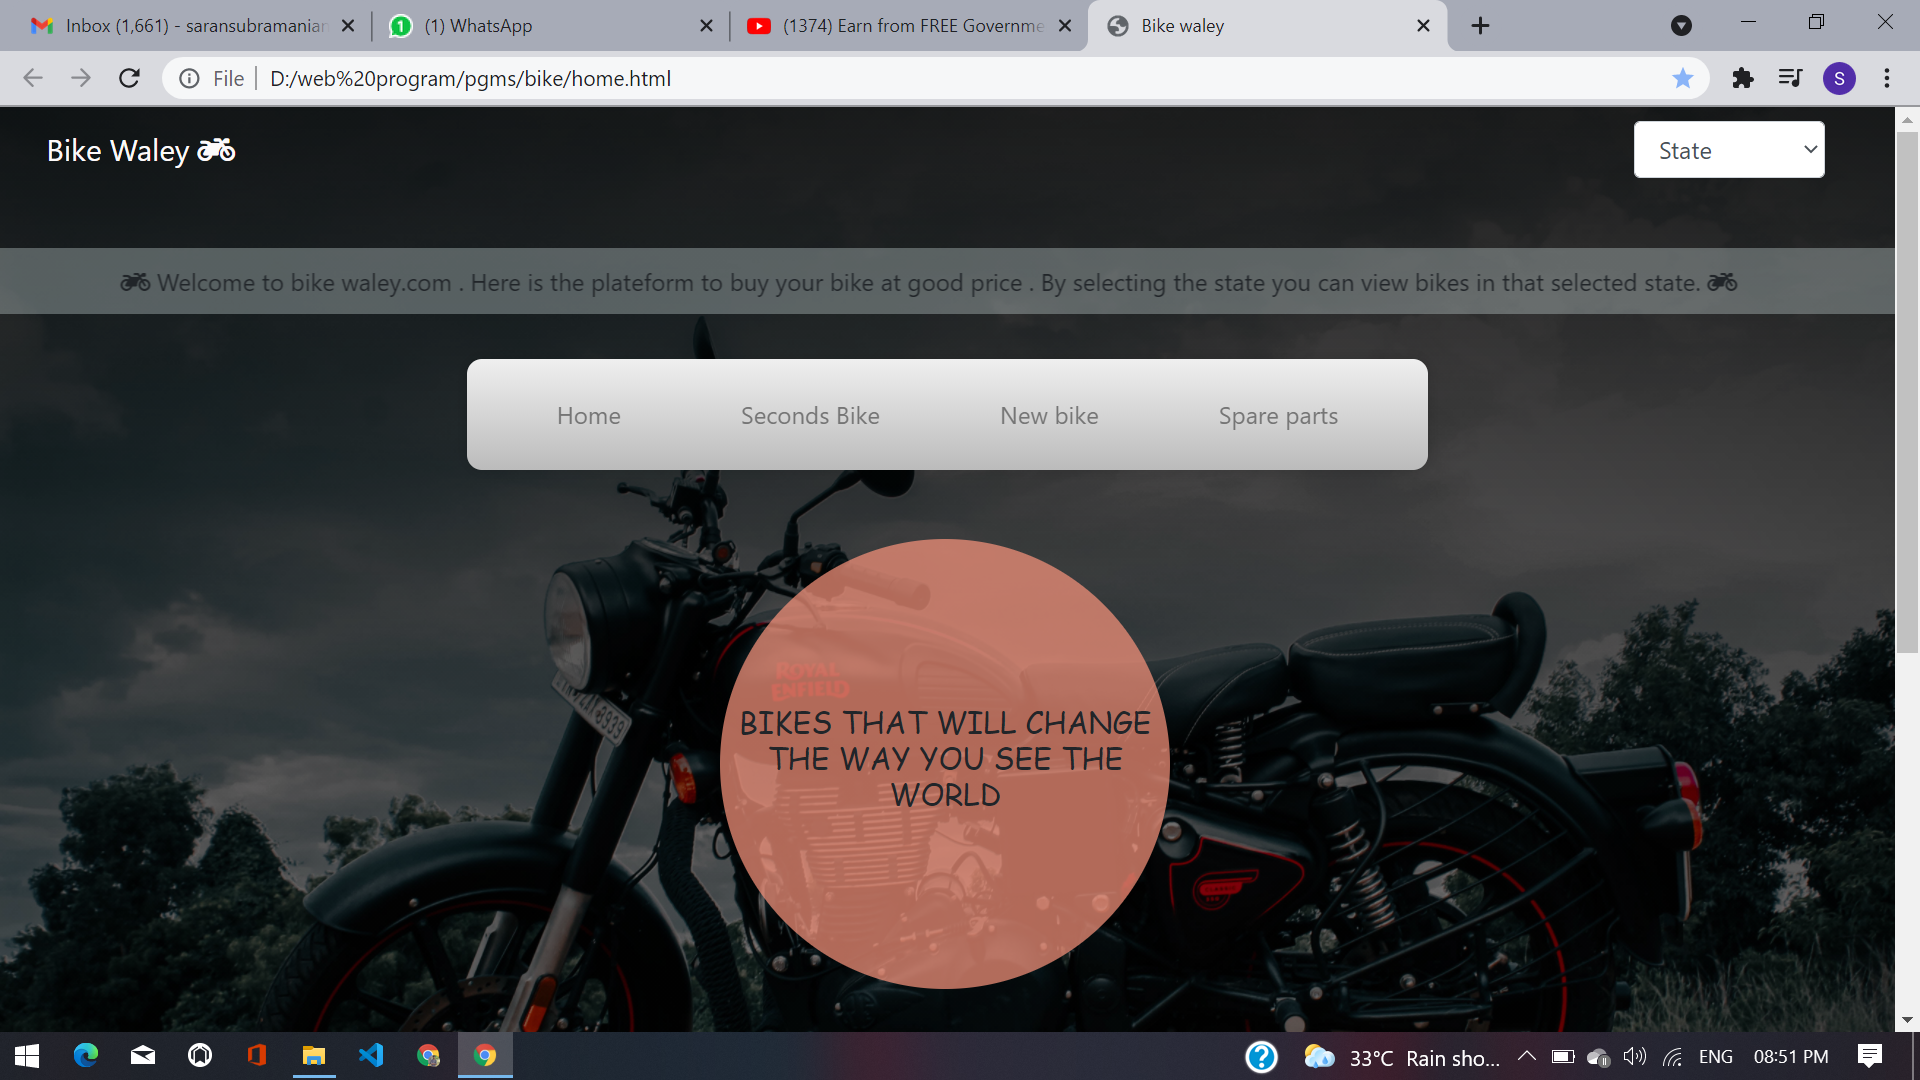 Inbox (1,661) - saransubramanian
(1) WhatsApp
(1374) Earn from FREE Governme
Bike waley
File
D:/web%20program/pgms/bike/home.html
S
Bike Waley
State
Welcome to bike waley.com . Here is the plateform to buy your bike at good price . By selecting the state you can view bikes in that selected state.
Home
Seconds Bike
New bike
Spare parts
ROYAL
ENFIELD
BIKES THAT WILL CHANGE
THE WAY YOU SEE THE
WORLD
33°C Rain sho...
ENG
08:51 PM